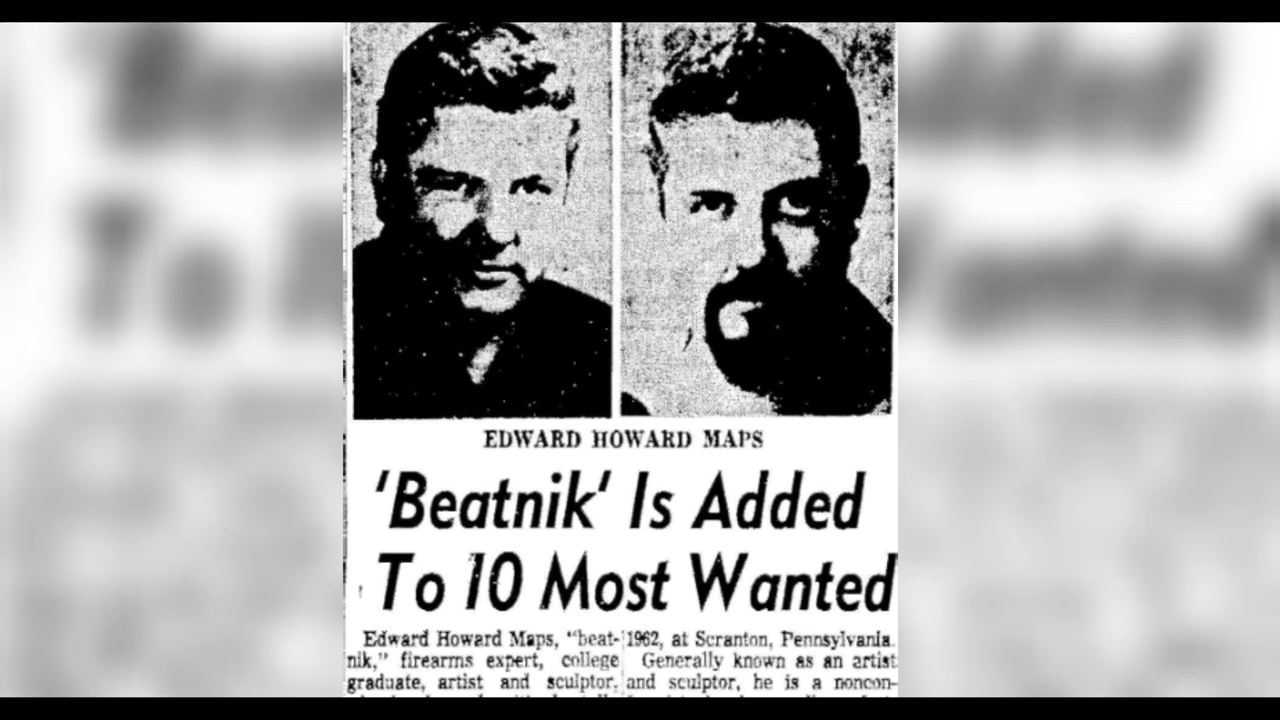 EDWARD HOWARD MAPS
'Beatnik' Is Added
To 10 Most Wanted
Edward Howard Maps, "beat-
nik," firearms expert, college
graduate, artist and sculptor,
1962, at Scranton, Pennsylvania.
Generally known as an artist
and sculptor, he is a noncon-